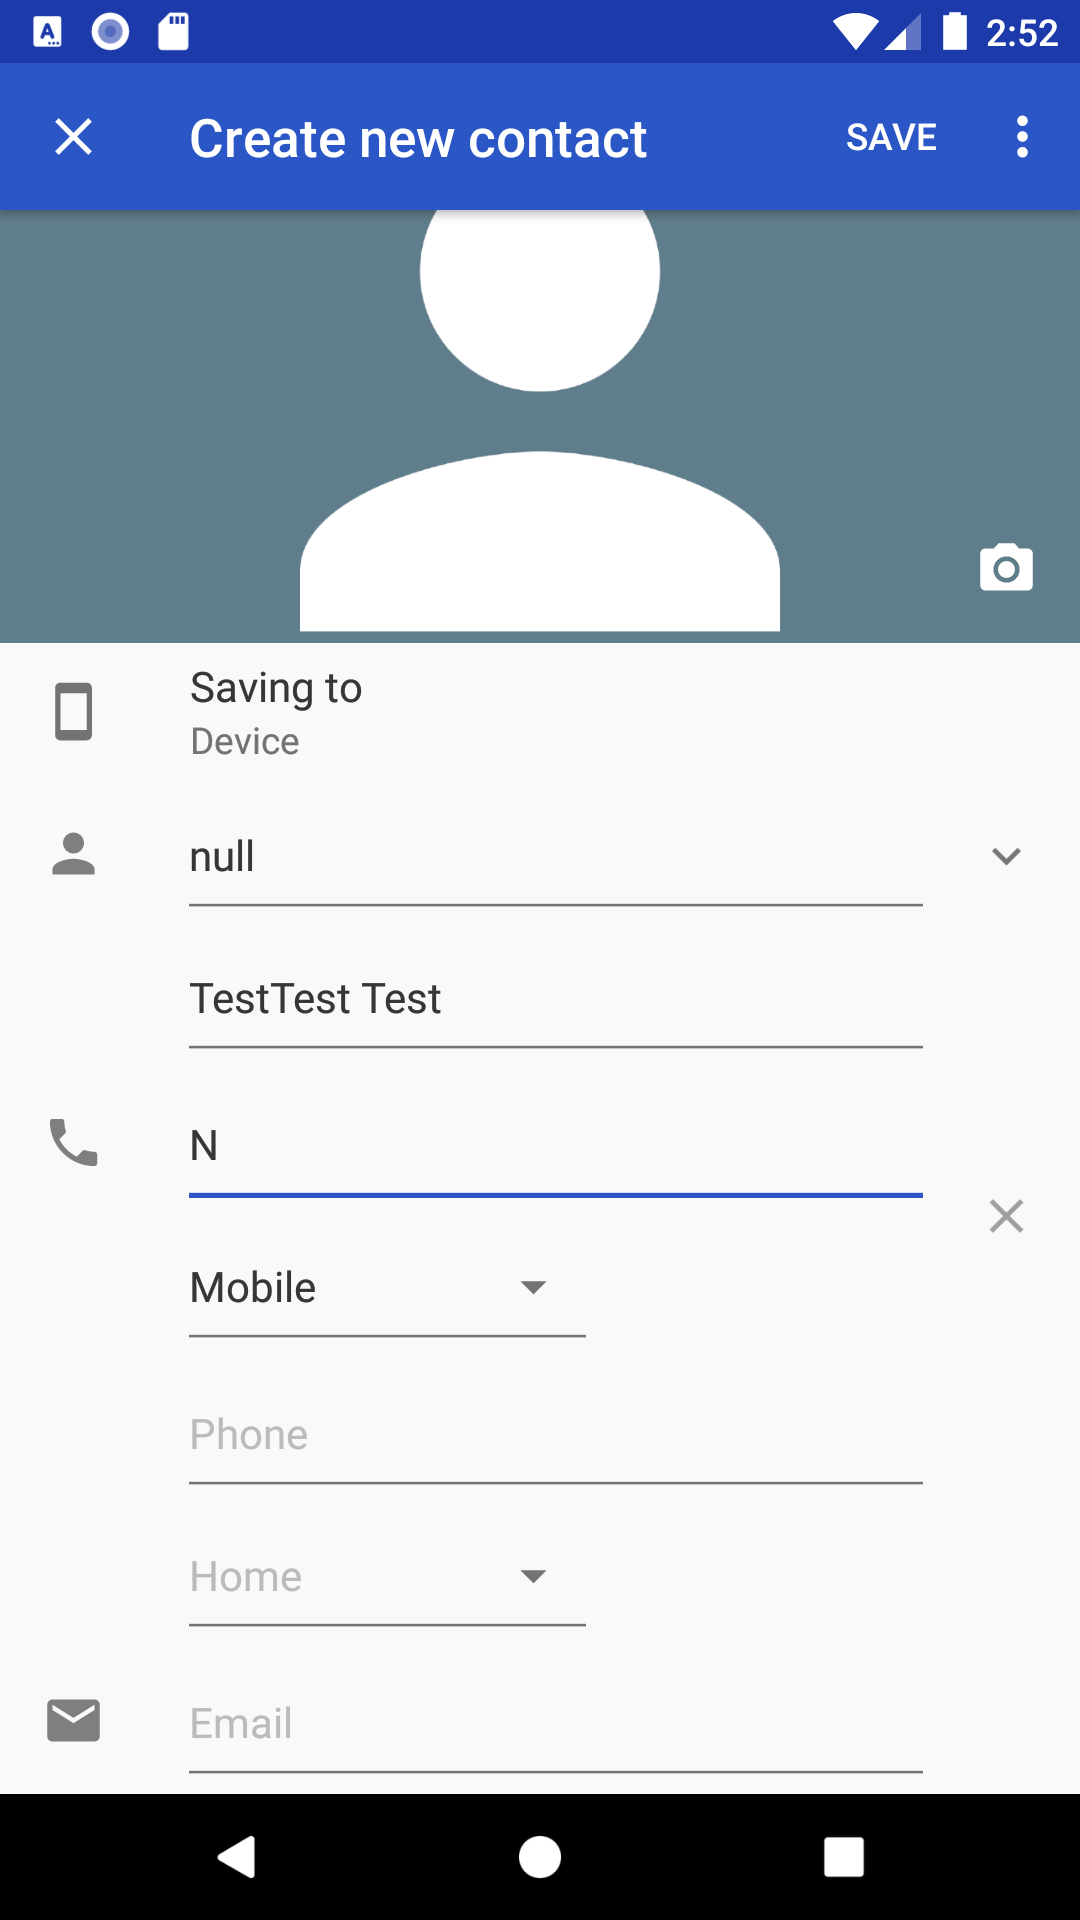 2:52
Create new contact
SAVE
Saving to
Device
null
TestTest Test
N
Mobile
Phone
Home
Email